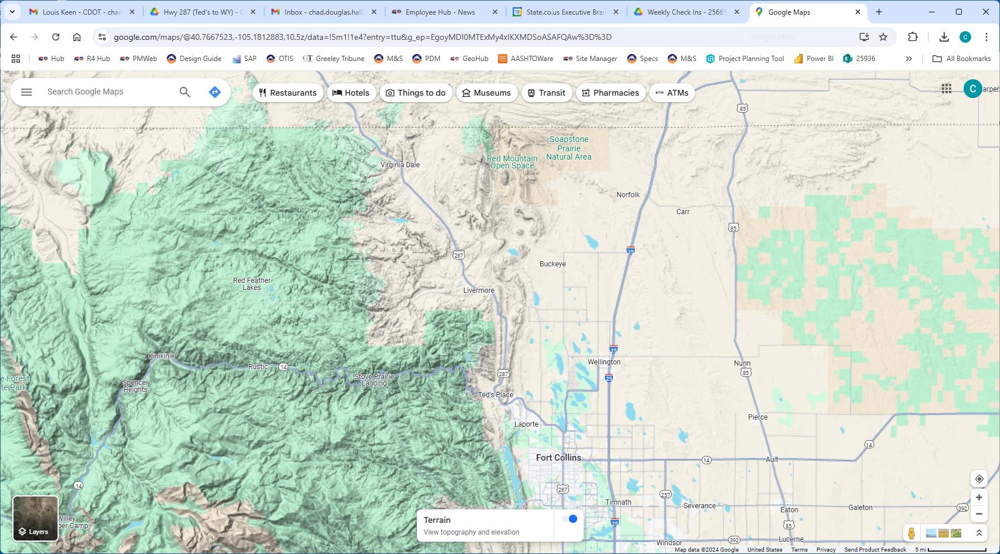 Louis Keen - CDOT - chad
Hwy 287 (Ted's to WY) - G
Inbox - chad.douglas.hall
Employee Hub - News
18
State.co.us Executive Bran
Weekly Check Ins - 25665
Google Maps
google.com/maps/@40.7667523,-105.1812883,10.5z/data=!5m1!1e4?entry=ttu&g_ep=EgoyMDI0MTExMy4xIKXMDSoASAFQAw%3D%3D
C
Hub
R4 Hub
PMWeb
Design Guide
SAP
OTIS
GT
Greeley Tribune
M&S
PDM
GeoHub
AASHTOWare
Site Manager
Specs
M&S
Project Planning Tool
Power BI
S
25936
All Bookmarks
Search Google Maps
Restaurants
Hotels
Things to do
Museums
Transit
Pharmacies
ATM
ATMs
C
arpen
85
Soapstone
Prairie
Natural Area
Red Mountain
Open Space
Virginia Dale
Norfolk
Carr
85
287
25
Buckeye
Red Feather
Lakes
Livermore
25
Kinikinik
Rustic
14
Wellington
Nunn
85
287
25
Stove Prairie
Landing
e Forest
te Park
Spencer
Heights
Ted's Place
Laporte
Pierce
14
Fort Collins
14
Ault
14
287
257
Timnath
Severance
Eaton
Galeton
392
Willey
per Camp
Layers
Terrain
View topography and elevation
25
85
392
Lucerne
Windsor
Map data ©2024 Google
United States
Terms
Privacy
Send Product Feedback
5 mi